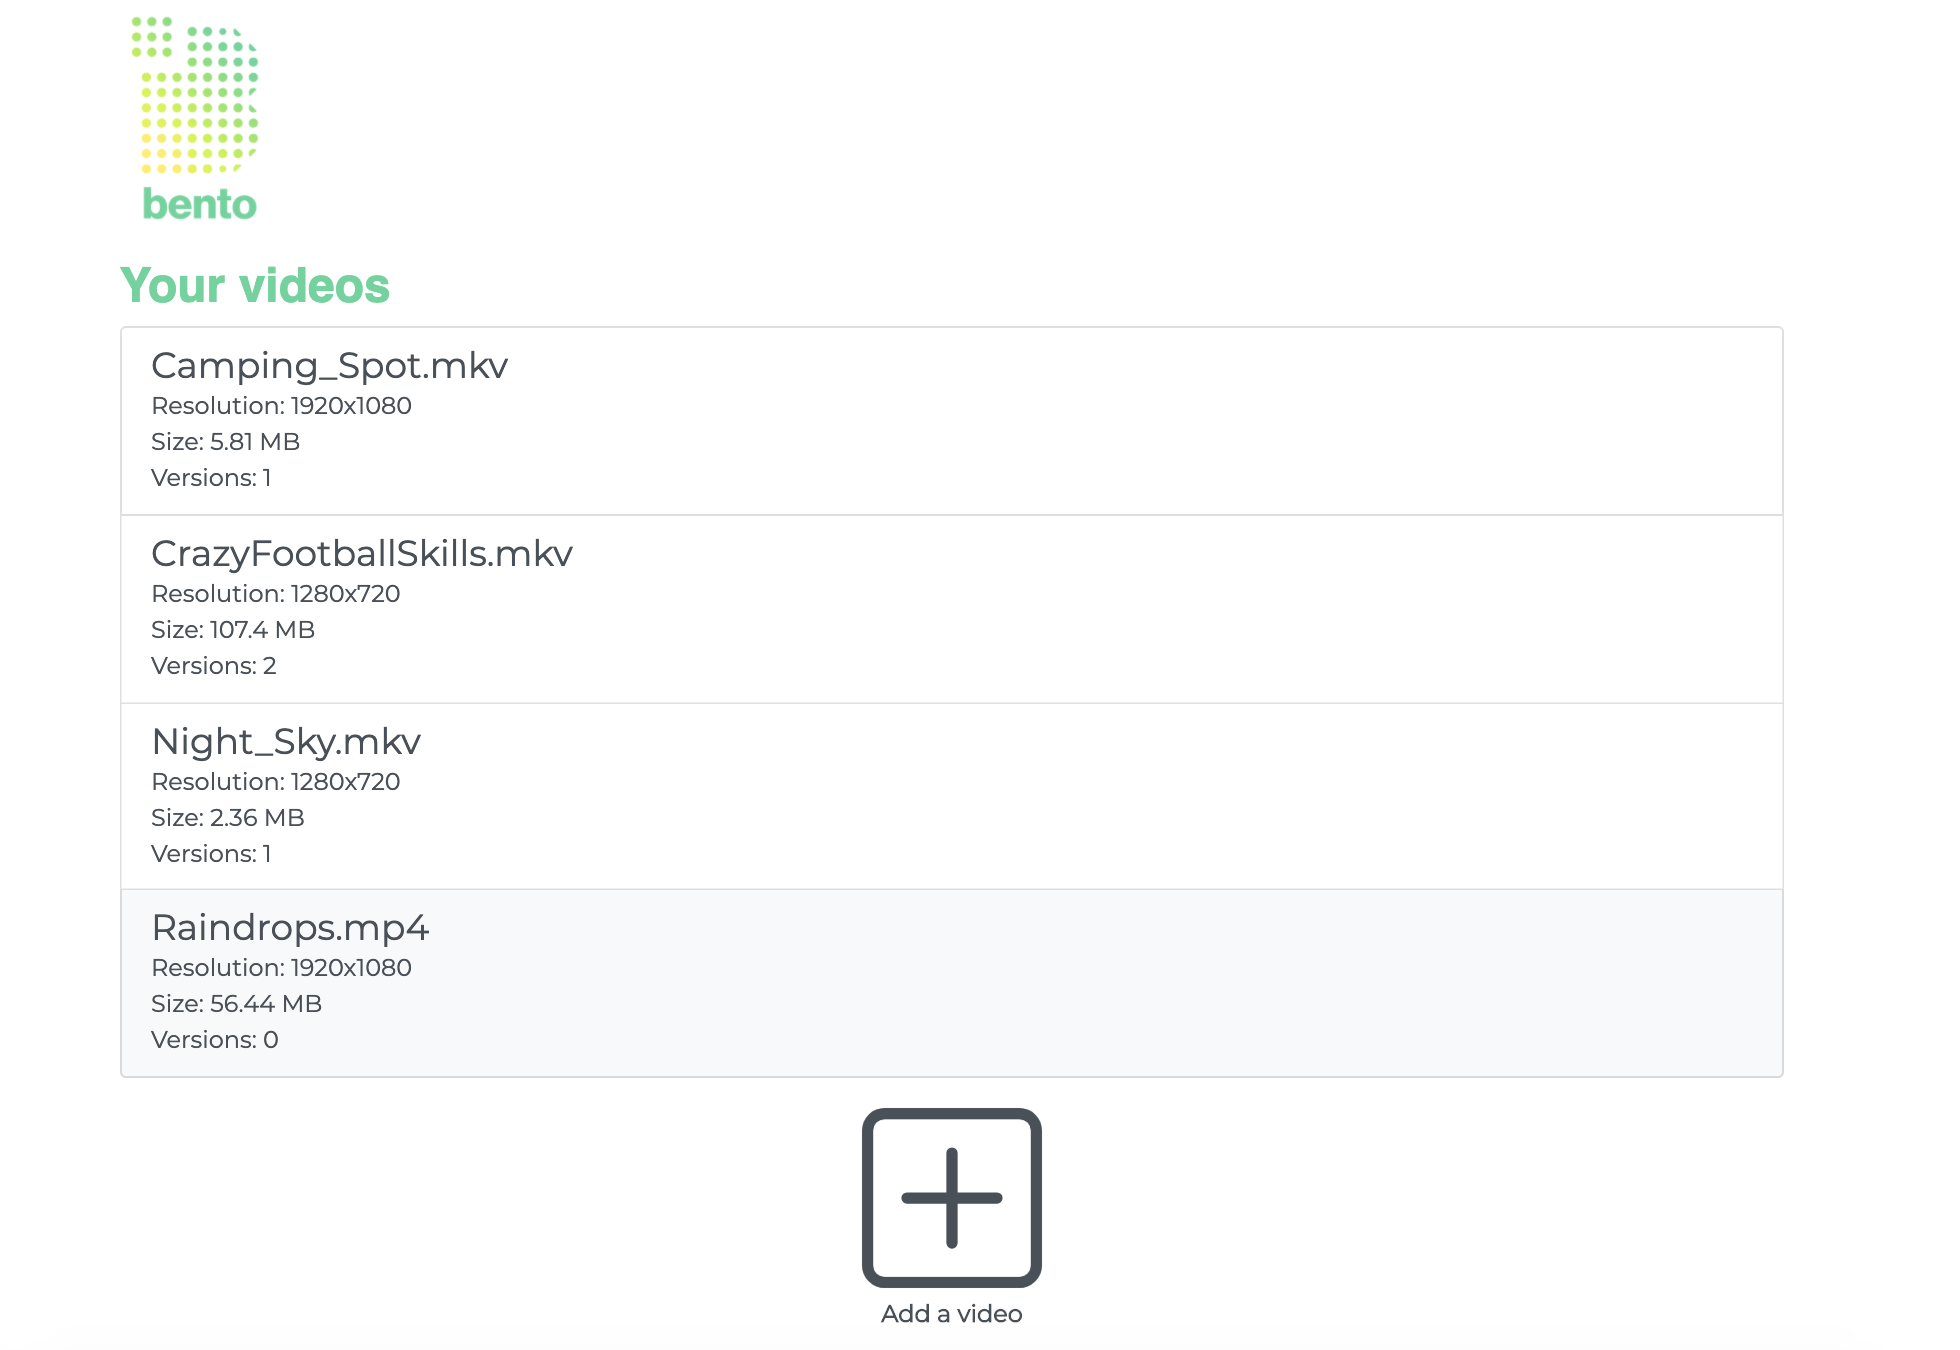 bento
Your videos
Camping_Spot.mkv
Resolution: 1920x1080
Size: 5.81 MB
Versions: 1
CrazyFootballSkills.mkv
Resolution: 1280x720
Size: 107.4 MB
Versions: 2
Night_Sky.mkv
Resolution: 1280x720
Size: 2.36 MB
Versions: 1
Raindrops.mp4
Resolution: 1920x1080
Size: 56.44 MB
Versions: 0
Add a video